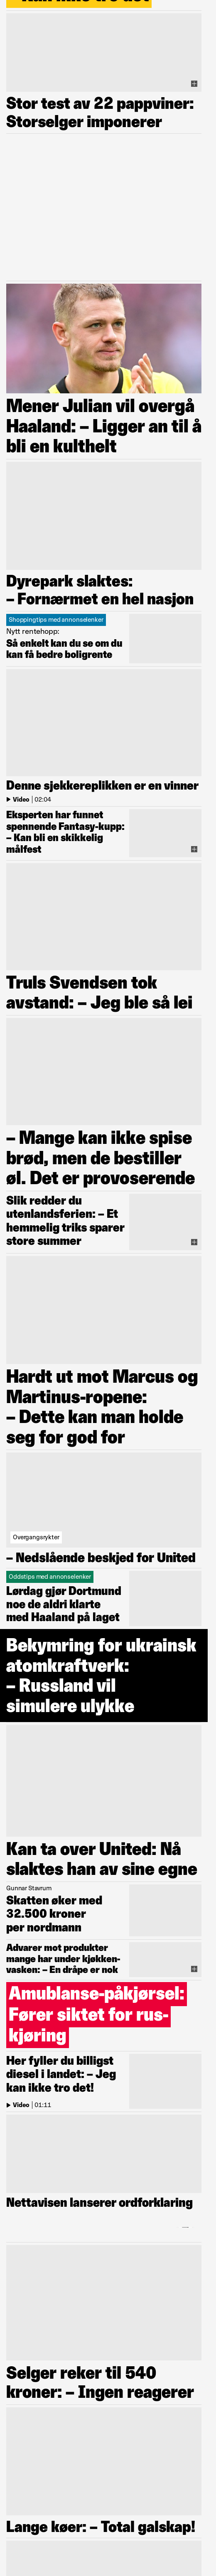 Stor test av 22 pappviner:
Storselger imponerer
Mener Julian vil overgå
Haaland: – Ligger an til å
bli en kulthelt
Dyrepark slaktes:
– Fornærmet en hel nasjon
Shoppingtips med annonselenker
Nytt rentehopp:
Så enkelt kan du se om du
kan få bedre boligrente
Denne sjekkereplikken er en vinner
Video | 02:04
Eksperten har funnet
spennende Fantasy-kupp:
– Kan bli en skikkelig
målfest
Truls Svendsen tok
avstand: – Jeg ble så lei
– Mange kan ikke spise
brød, men de bestiller
øl. Det er provoserende
Slik redder du
utenlandsferien: – Et
hemmelig triks sparer
store summer
Hardt ut mot Marcus og
Martinus-ropene:
– Dette kan man holde
seg for god for
Overgangsrykter
– Nedslående beskjed for United
Oddstips med annonselenker
Lørdag gjør Dortmund
noe de aldri klarte
med Haaland på laget
Bekymring for ukrainsk
atomkraftverk:
– Russland vil
simulere ulykke
Kan ta over United: Nå
slaktes han av sine egne
Gunnar Stavrum
Skatten øker med
32.500 kroner
per nordmann
Advarer mot produkter
mange har under kjøkken-
vasken: – En dråpe er nok
Amublanse-påkjørsel:
Fører siktet for rus-
kjøring
Her fyller du billigst
diesel i landet: – Jeg
kan ikke tro det!
Video | 01:11
Nettavisen lanserer ordforklaring
Selger reker til 540
kroner: – Ingen reagerer
Lange køer: – Total galskap!